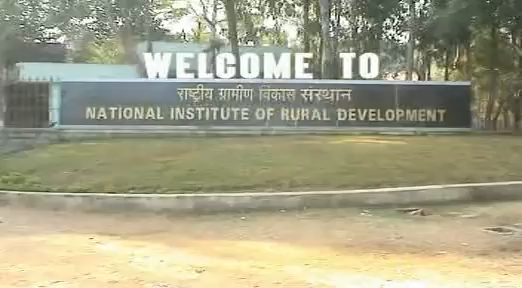 WELCOME TO
राष्ट्रीय ग्रामीण विकास संस्थान
NATIONAL INSTITUTE OF RURAL DEVELOPMENT